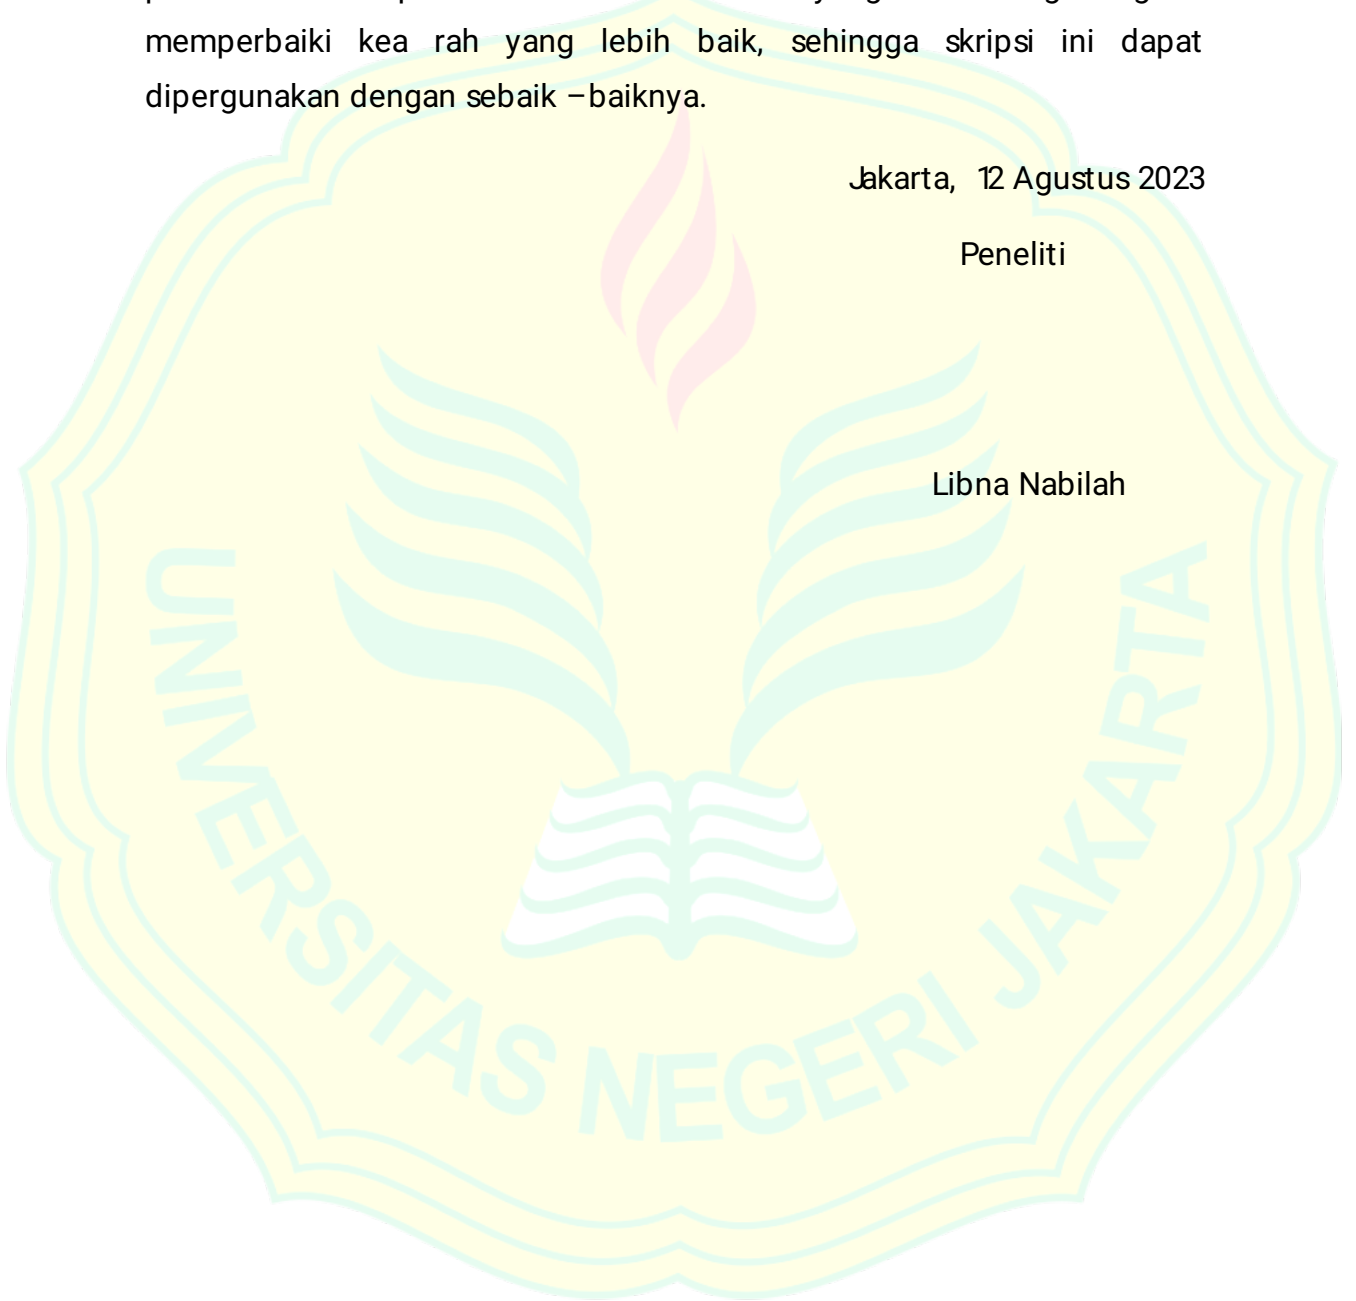 memperbaiki kea rah yang lebih baik, sehingga skripsi ini dapat
dipergunakan dengan sebaik –baiknya.
Jakarta, 12 Agustus 2023
Peneliti
Libna Nabilah
UNIVERSITAS NEGERI JAKARTA